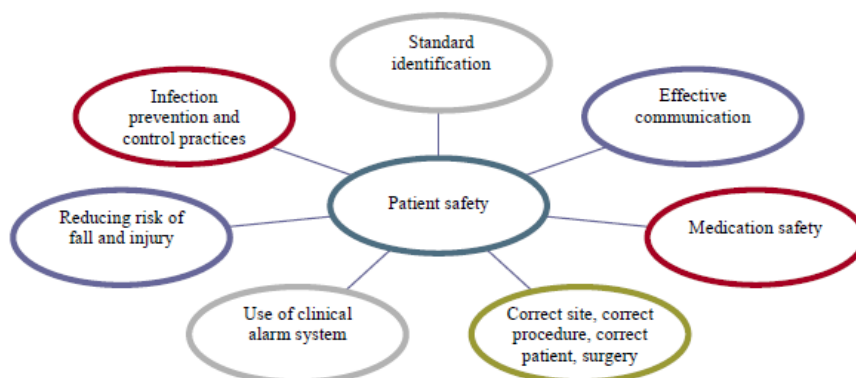 Standard
identification
Effective
communication
Medication safety
Correct site, correct
procedure, correct
patient, surgery
Use of clinical
alarm system
Reducing risk of
fall and injury
Infection
prevention and
control practices
Patient safety